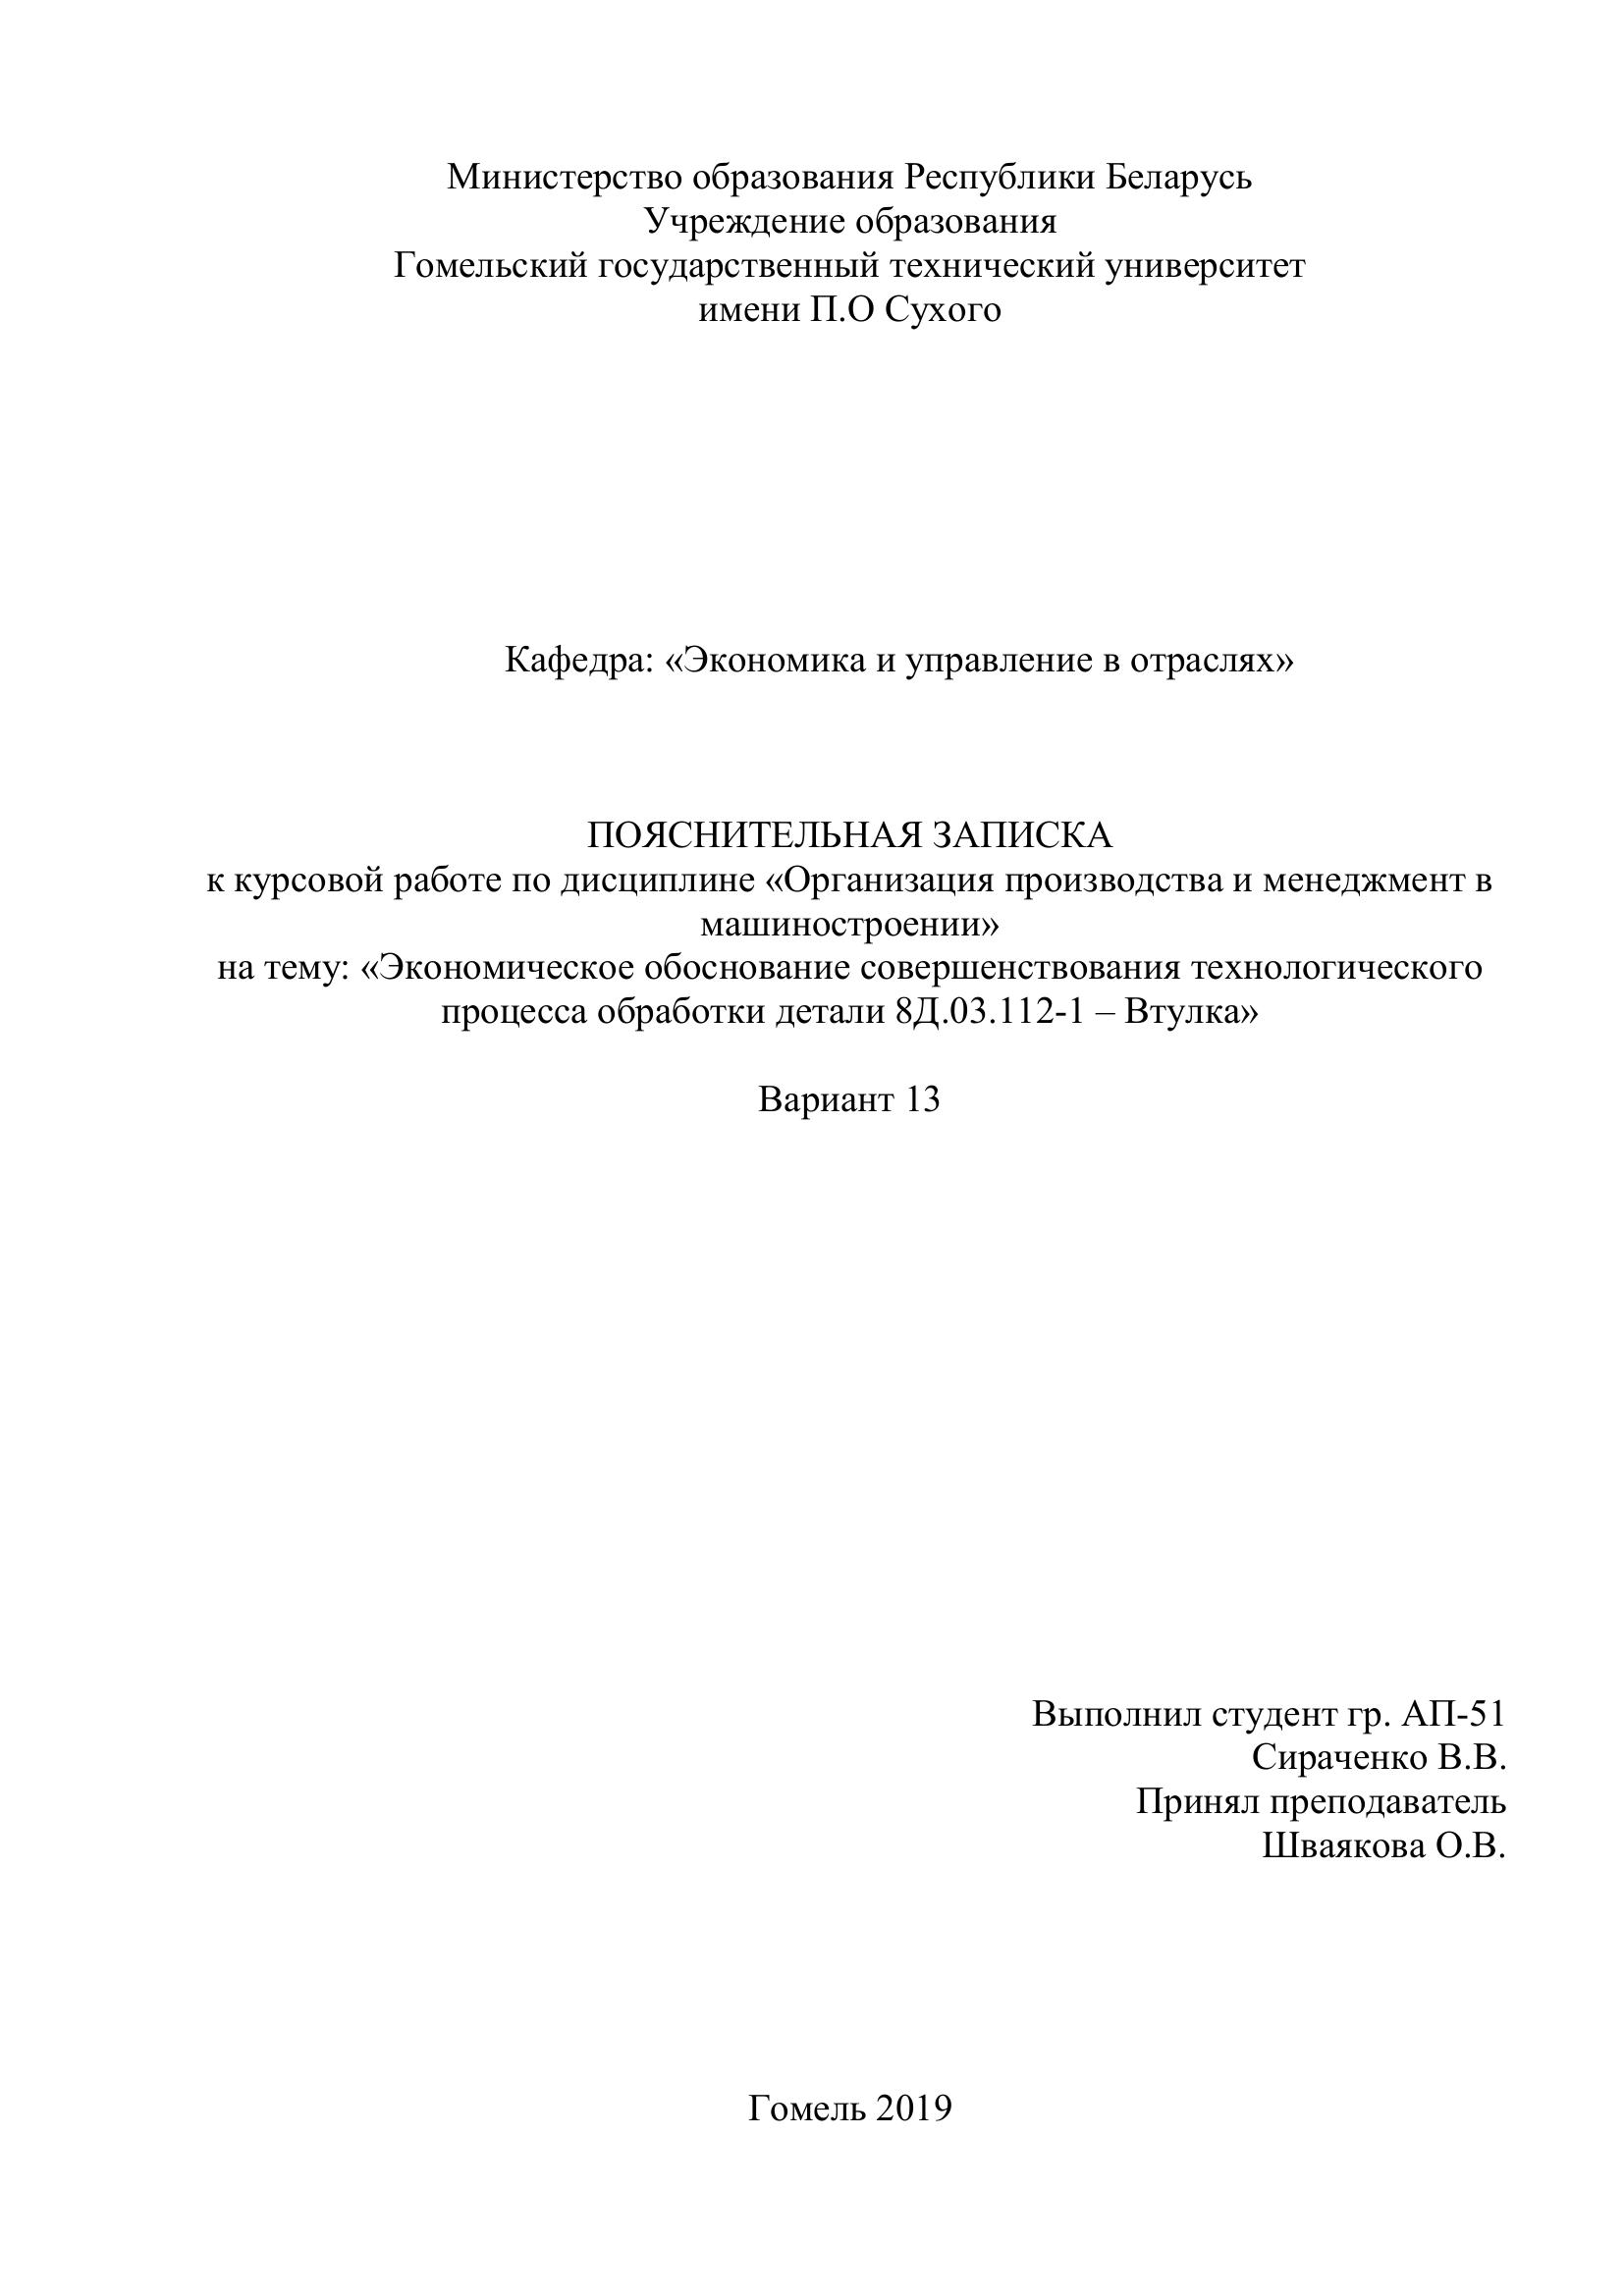 Министерство образования Республики Беларусь
Учреждение образования
Гомельский государственный технический университет
имени П.О Сухого
Кафедра: «Экономика и управление в отраслях»
ПОЯСНИТЕЛЬНАЯ ЗАПИСКА
к курсовой работе по дисциплине «Организация производства и менеджмент в
машиностроении»
на тему: «Экономическое обоснование совершенствования технологического
процесса обработки детали 8Д.03.112-1 – Втулка»
Вариант 13
Выполнил студент гр. АП-51
Сираченко В.В.
Принял преподаватель
Шваякова О.В.
Гомель 2019